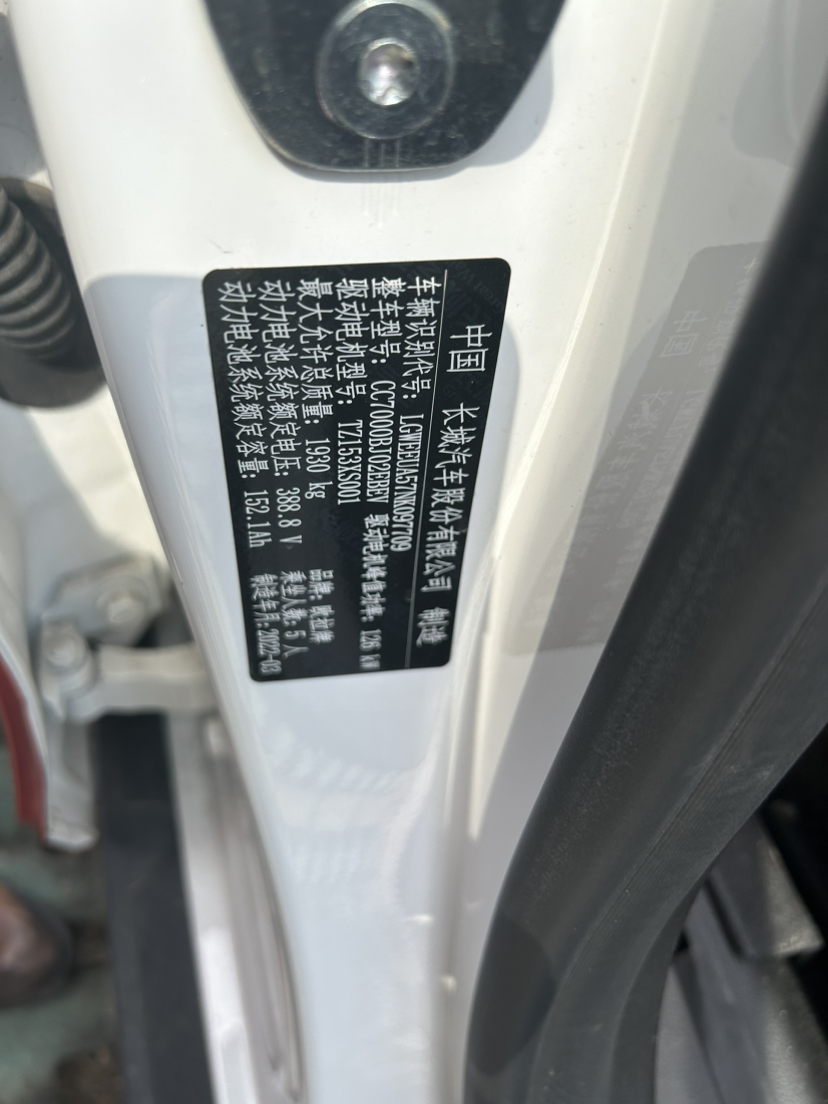 中国 长城汽车股份有限公司 制造
车辆识别代号: LGWEEUA57NK097709
整车型号: CC7000BJ02EBEV 驱动电机峰值功率: 126 kW
驱动电机型号: TZ153XS001
最大允许总质量: 1930 kg 品牌: 欧拉牌
动力电池系统额定电压: 388.8 V 乘坐人数: 5 人
动力电池系统额定容量: 152.1Ah 制造年月: 2022-03